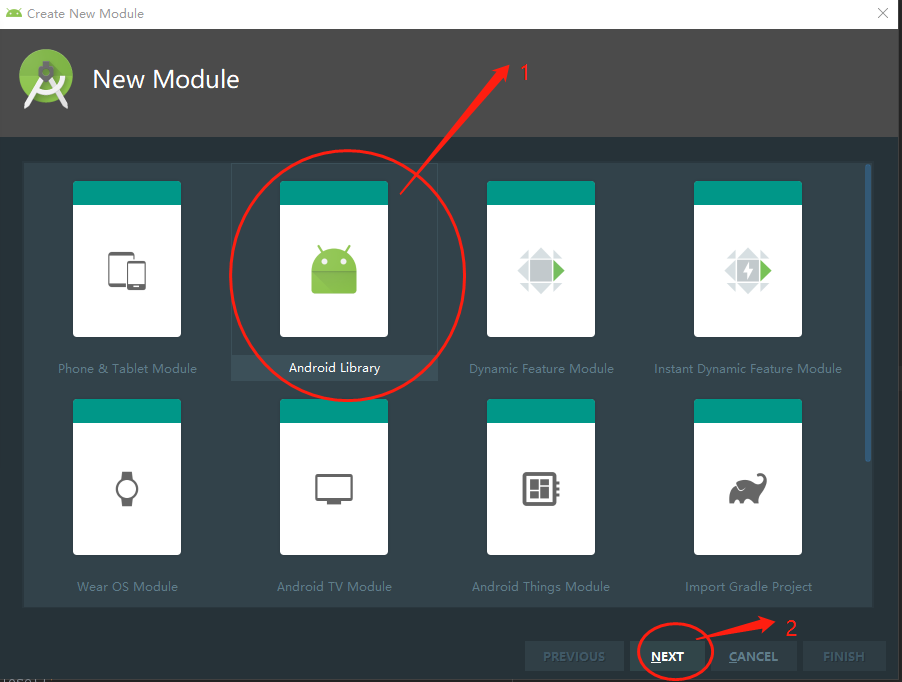 Create New Module
New Module
1
Phone & Tablet Module
Android Library
Dynamic Feature Module
Instant Dynamic Feature Module
Wear OS Module
Android TV Module
Android Things Module
Import Gradle Project
2
PREVIOUS
NEXT
CANCEL
FINISH